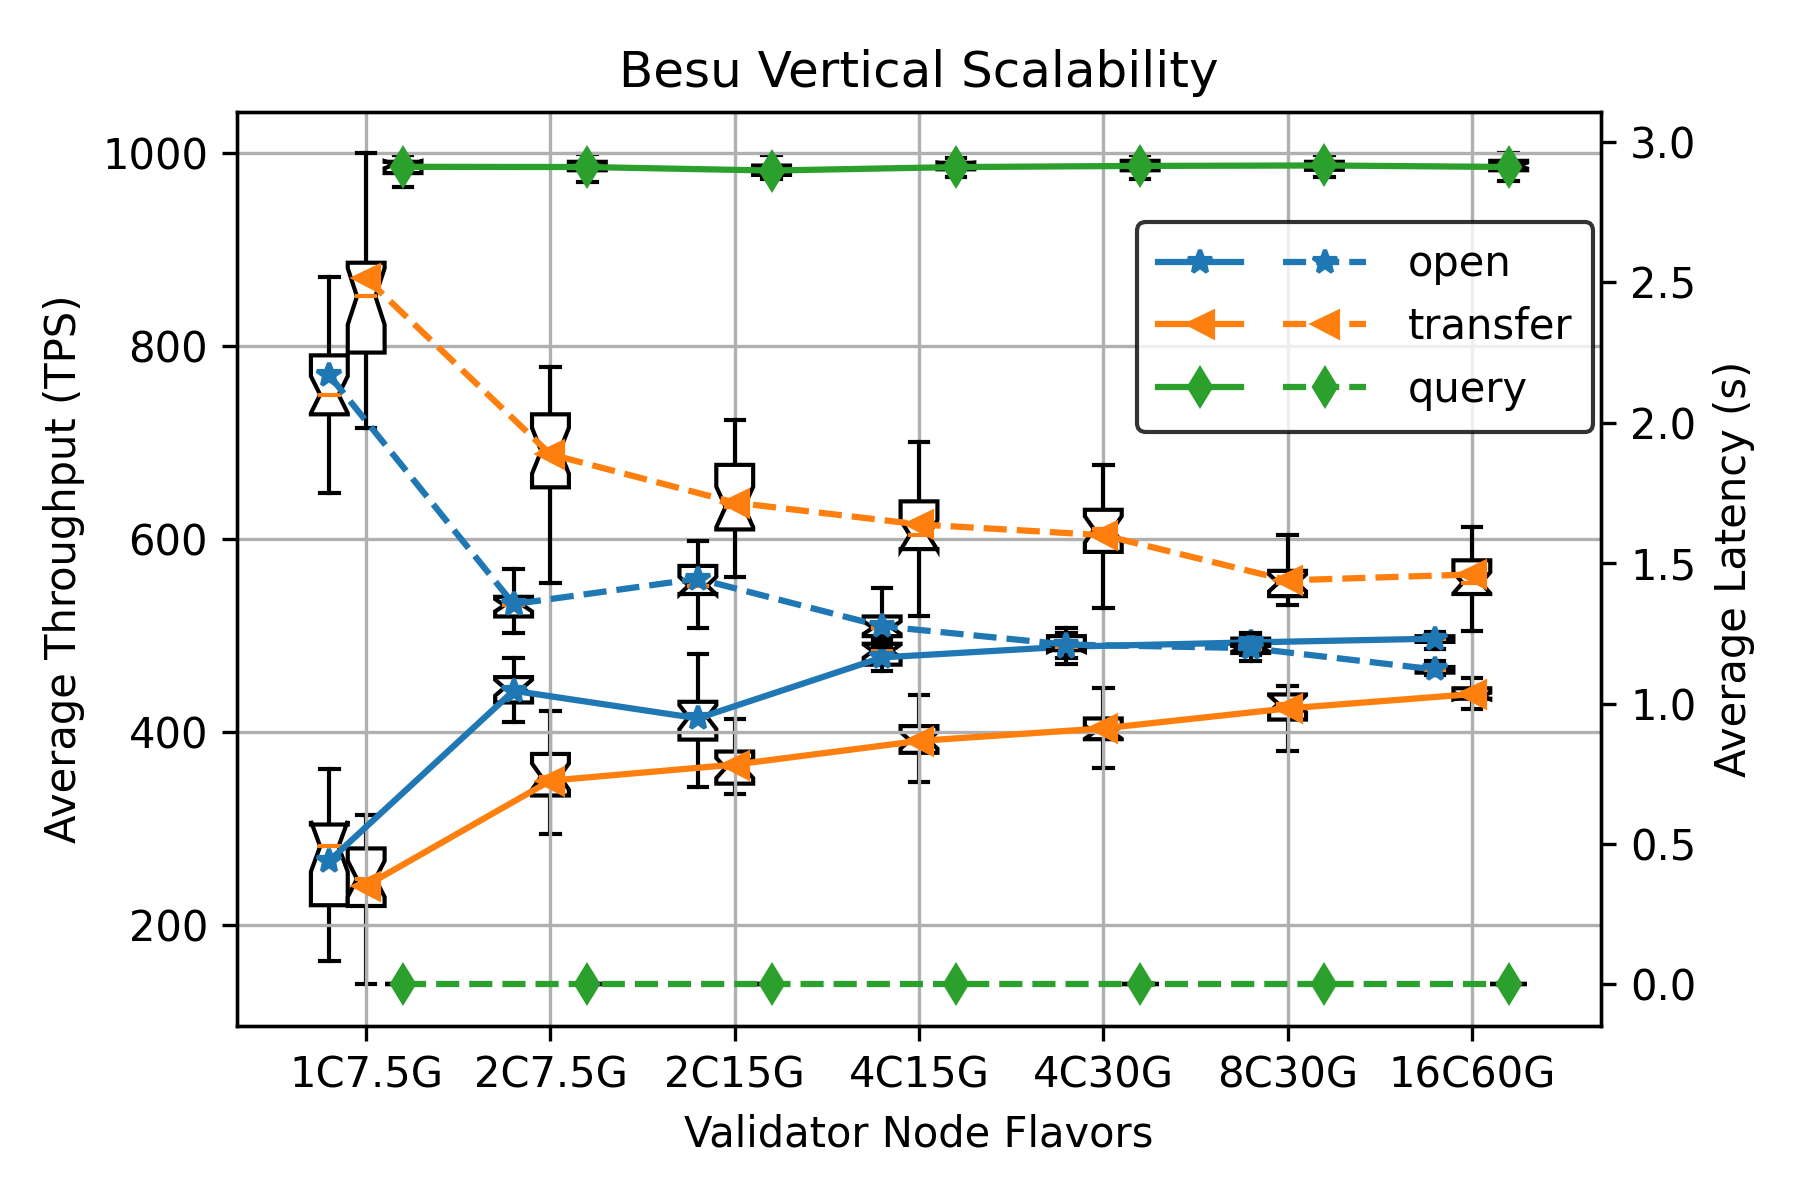 Besu Vertical Scalability
Average Throughput (TPS)
1000
800
600
400
200
3.0
2.5
2.0
1.5
1.0
0.5
0.0
Average Latency (s)
open
transfer
query
1C7.5G 2C7.5G 2C15G 4C15G 4C30G 8C30G 16C60G
Validator Node Flavors